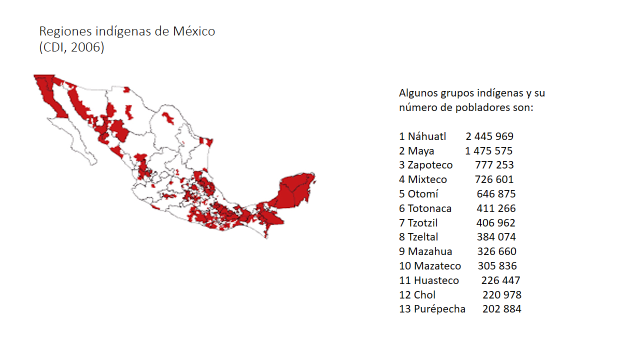 Regiones indígenas de México
(CDI, 2006)
Algunos grupos indígenas y su
número de pobladores son:
1 Náhuatl 2 445 969
2 Maya 1 475 575
3 Zapoteco 777 253
4 Mixteco 726 601
5 Otomí 646 875
6 Totonaca 411 266
7 Tzotzil 406 962
8 Tzeltal 384 074
9 Mazahua 326 660
10 Mazateco 305 836
11 Huasteco 226 447
12 Chol 220 978
13 Purépecha 202 884